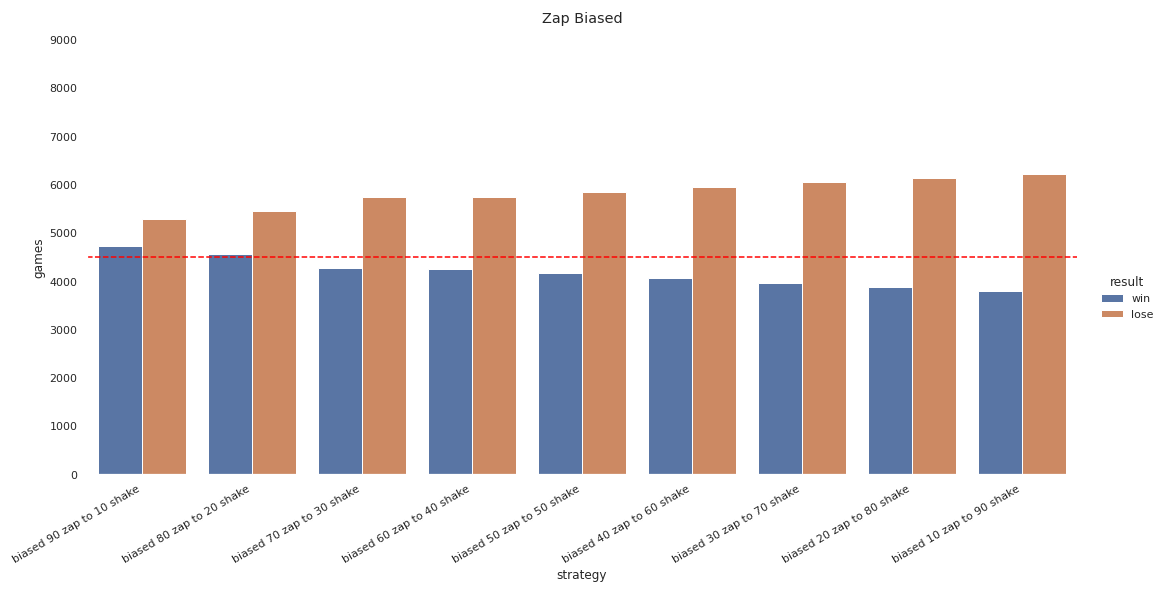 Zap Biased
9000
8000
7000
6000
5000
4000
3000
2000
1000
0
games
biased 90 zap to 10 shake
biased 80 zap to 20 shake
biased 70 zap to 30 shake
biased 60 zap to 40 shake
biased 50 zap to 50 shake
biased 40 zap to 60 shake
biased 30 zap to 70 shake
biased 20 zap to 80 shake
biased 10 zap to 90 shake
strategy
result
win
lose